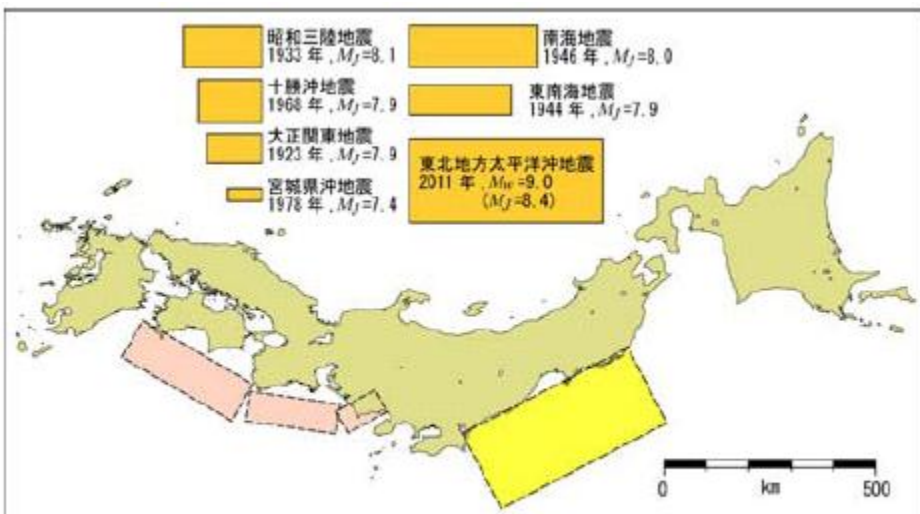 昭和三陸地震
1933 年 , MJ=8.1
十勝沖地震
1968 年 , MJ=7.9
大正関東地震
1923 年, MJ=7.9
宮城県沖地震
1978 年 , MJ=7.4
南海地震
1946 年 , MJ=8.0
東南海地震
1944 年 , MJ=7.9
東北地方太平洋沖地震
2011 年 , Mw=9.0
(MJ=8.4)
0 km 500